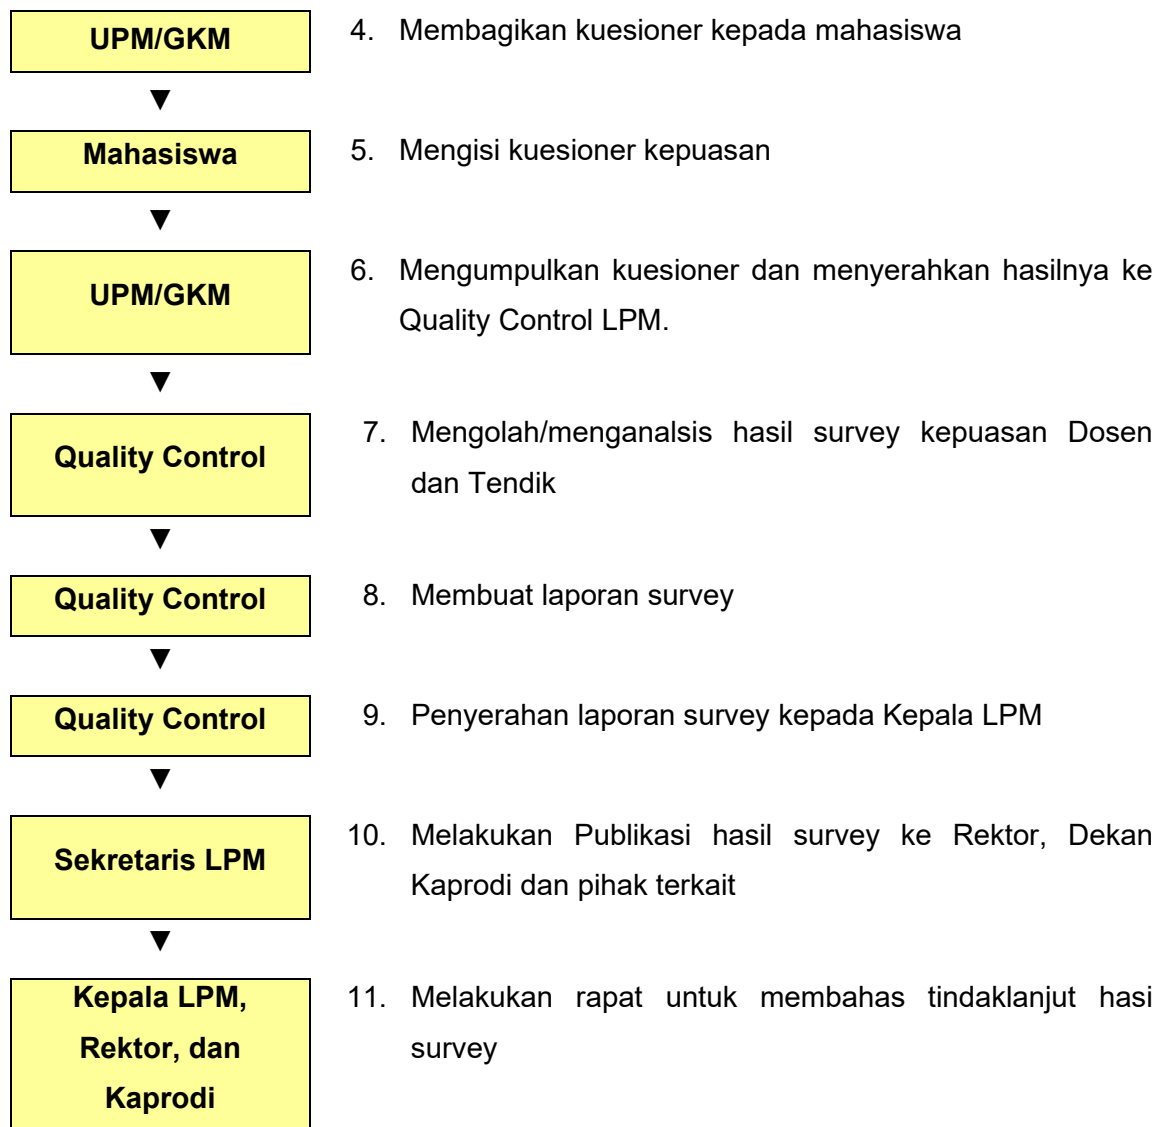 UPM/GKM
4. Membagikan kuesioner kepada mahasiswa
▼
Mahasiswa
5. Mengisi kuesioner kepuasan
▼
UPM/GKM
6. Mengumpulkan kuesioner dan menyerahkan hasilnya ke
Quality Control LPM.
▼
Quality Control
7. Mengolah/menganalsis hasil survey kepuasan Dosen
dan Tendik
▼
Quality Control
8. Membuat laporan survey
▼
Quality Control
9. Penyerahan laporan survey kepada Kepala LPM
▼
Sekretaris LPM
10. Melakukan Publikasi hasil survey ke Rektor, Dekan
Kaprodi dan pihak terkait
▼
Kepala LPM,
Rektor, dan
Kaprodi
11. Melakukan rapat untuk membahas tindaklanjut hasi
survey